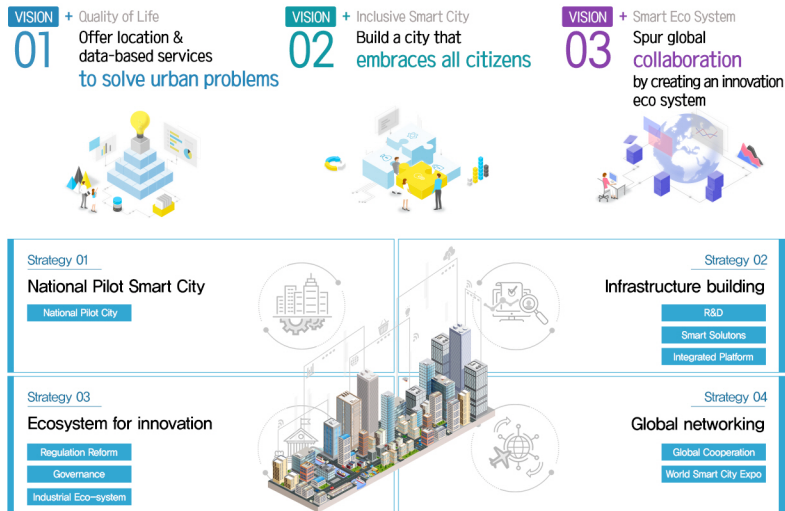 VISION + Quality of Life
01 Offer location &
data-based services
to solve urban problems
VISION + Inclusive Smart City
02 Build a city that
embraces all citizens
VISION + Smart Eco System
03 Spur global
collaboration
by creating an innovation
eco system
Strategy 01
National Pilot Smart City
National Pilot City
Strategy 02
Infrastructure building
R&D
Smart Solutons
Integrated Platform
Strategy 03
Ecosystem for innovation
Regulation Reform
Governance
Industrial Eco-system
Strategy 04
Global networking
Global Cooperation
World Smart City Expo